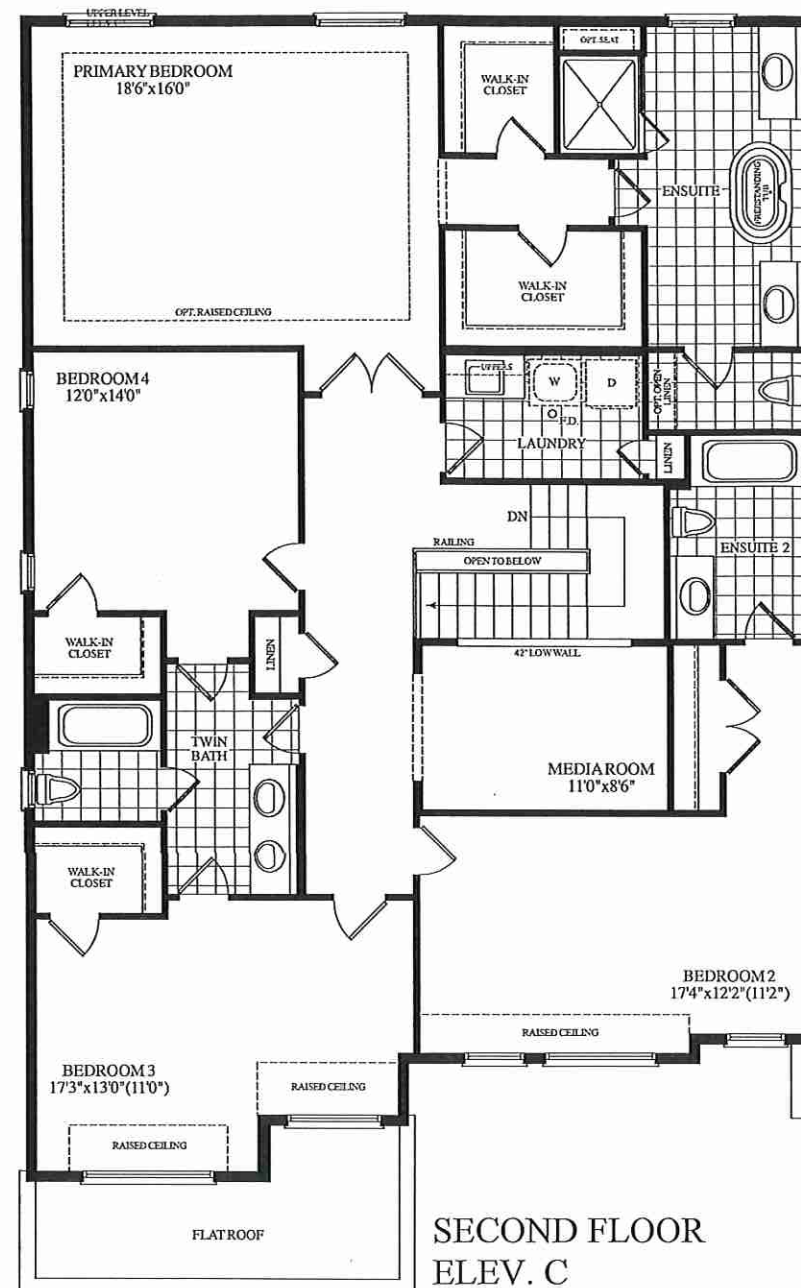 UPPER LEVEL
PRIMARY BEDROOM
18'6"x16'0"
OPT. RAISED CEILING
WALK-IN
CLOSET
OPT. SEAT
ENSUITE
FREESTANDING
TUB
WALK-IN
CLOSET
BEDROOM 4
12'0"x14'0"
UPPERS
W
D
F.D.
LAUNDRY
OPT. OPEN
LINEN
LINEN
DN
RAILING
OPEN TO BELOW
ENSUITE 2
WALK-IN
CLOSET
LINEN
42" LOW WALL
TWIN
BATH
MEDIA ROOM
11'0"x8'6"
WALK-IN
CLOSET
BEDROOM 2
17'4"x12'2"(11'2")
RAISED CEILING
BEDROOM 3
17'3"x13'0"(11'0")
RAISED CEILING
RAISED CEILING
FLAT ROOF
SECOND FLOOR
ELEV. C